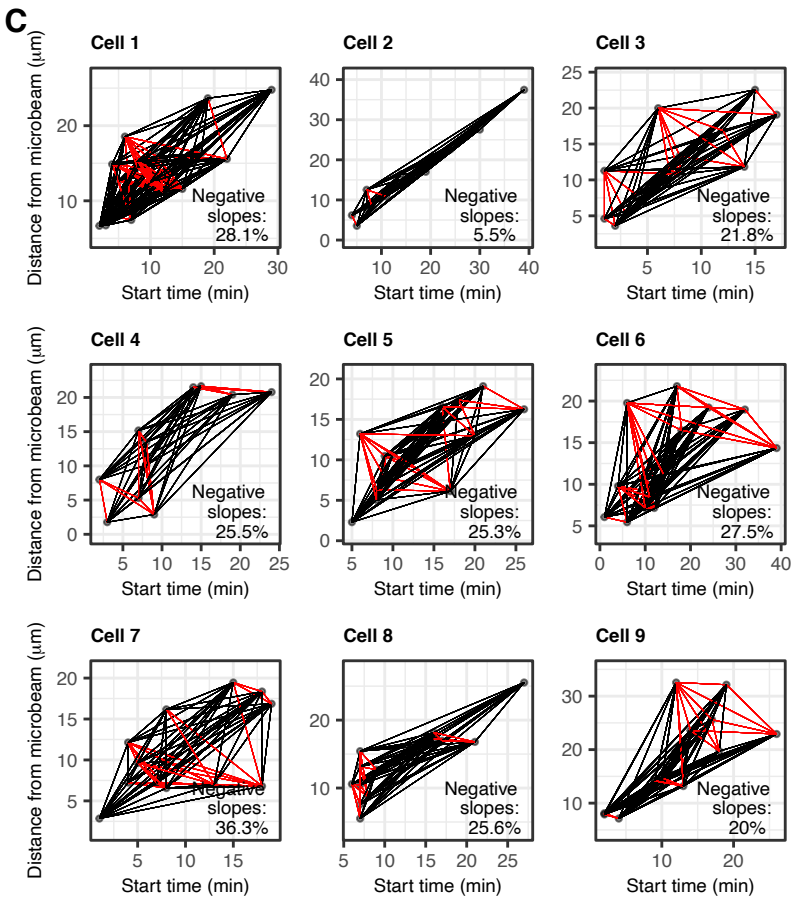 C
Cell 1
Cell 2
Cell 3
Distance from microbeam (μm)
20
10
Negative
slopes:
28.1%
10
20
30
Start time (min)
40
30
20
10
0
Negative
slopes:
5.5%
10
20
30
40
Start time (min)
25
20
15
10
5
Negative
slopes:
21.8%
5
10
15
Start time (min)
Cell 4
Cell 5
Cell 6
Distance from microbeam (μm)
20
15
10
5
0
Negative
slopes:
25.5%
5
10
15
20
25
Start time (min)
20
15
10
5
0
Negative
slopes:
25.3%
5
10
15
20
25
Start time (min)
20
15
10
5
Negative
slopes:
27.5%
0
10
20
30
40
Start time (min)
Cell 7
Cell 8
Cell 9
Distance from microbeam (μm)
20
15
10
5
Negative
slopes:
36.3%
5
10
15
Start time (min)
20
10
Negative
slopes:
25.6%
5
10
15
20
25
Start time (min)
30
20
10
Negative
slopes:
20%
10
20
Start time (min)